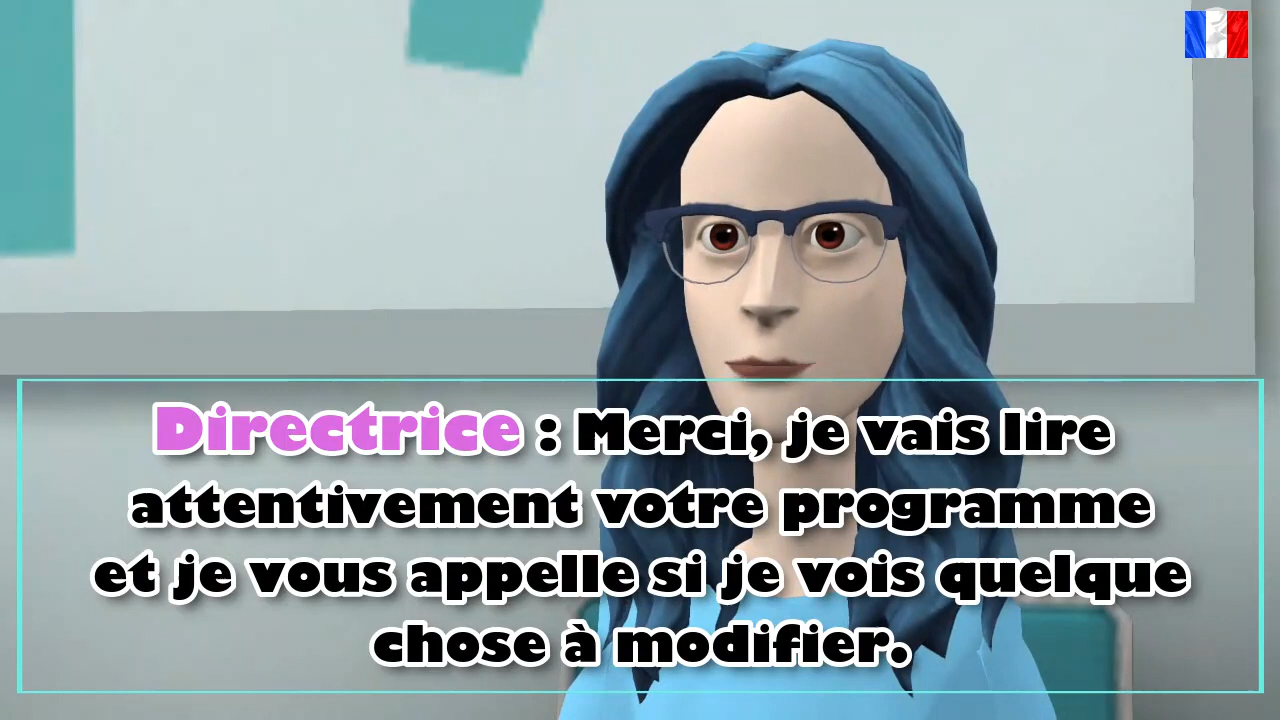 Directrice : Merci, je vais lire
attentivement votre programme
et je vous appelle si je vois quelque
chose à modifier.